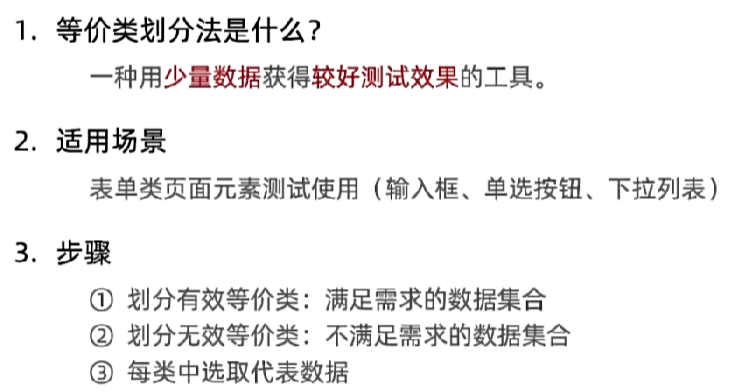 1. 等价类划分法是什么？
一种用少量数据获得较好测试效果的工具。
2. 适用场景
表单类页面元素测试使用（输入框、单选按钮、下拉列表）
3. 步骤
① 划分有效等价类：满足需求的数据集合
② 划分无效等价类：不满足需求的数据集合
③ 每类中选取代表数据